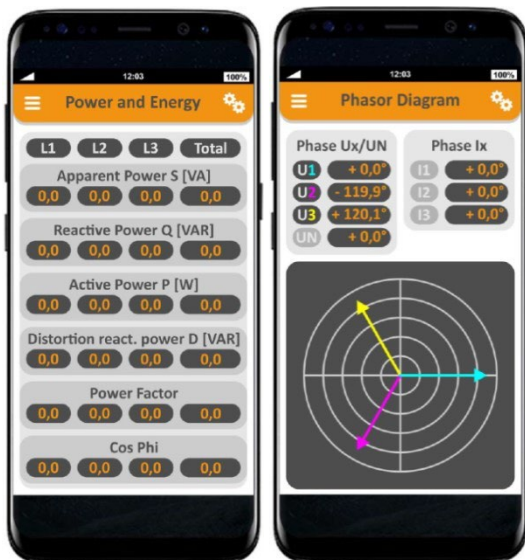 12:03
100%
Power and Energy
L1 L2 L3 Total
Apparent Power S [VA]
0,0 0,0 0,0 0,0
Reactive Power Q [VAR]
0,0 0,0 0,0 0,0
Active Power P [W]
0,0 0,0 0,0 0,0
Distortion react. power D [VAR]
0,0 0,0 0,0 0,0
Power Factor
0,0 0,0 0,0 0,0
Cos Phi
0,0 0,0 0,0 0,0
12:03
100%
Phasor Diagram
Phase Ux/UN
U1 + 0,0°
U2 - 119,9°
U3 + 120,1°
UN + 0,0°
Phase Ix
I1 + 0,0°
I2 + 0,0°
I3 + 0,0°